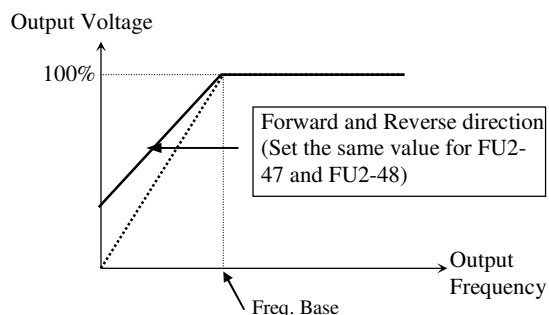 Output Voltage
100%
Forward and Reverse direction
(Set the same value for FU2-
47 and FU2-48)
Output
Frequency
Freq. Base